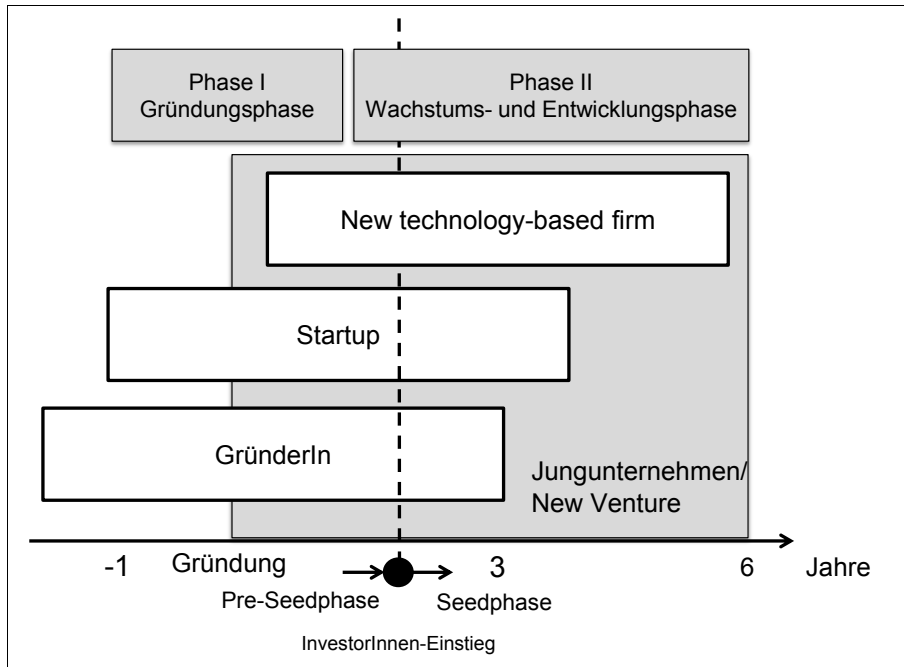 Phase I
Gründungsphase
Phase II
Wachstums- und Entwicklungsphase
New technology-based firm
Startup
GründerIn
Jungunternehmen/
New Venture
-1 Gründung 3 6 Jahre
Pre-Seedphase Seedphase
InvestorInnen-Einstieg